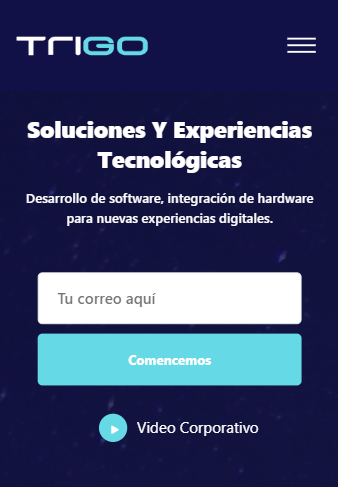 TRIGO
Soluciones Y Experiencias
Tecnológicas
Desarrollo de software, integración de hardware
para nuevas experiencias digitales.
Tu correo aquí
Comencemos
Video Corporativo